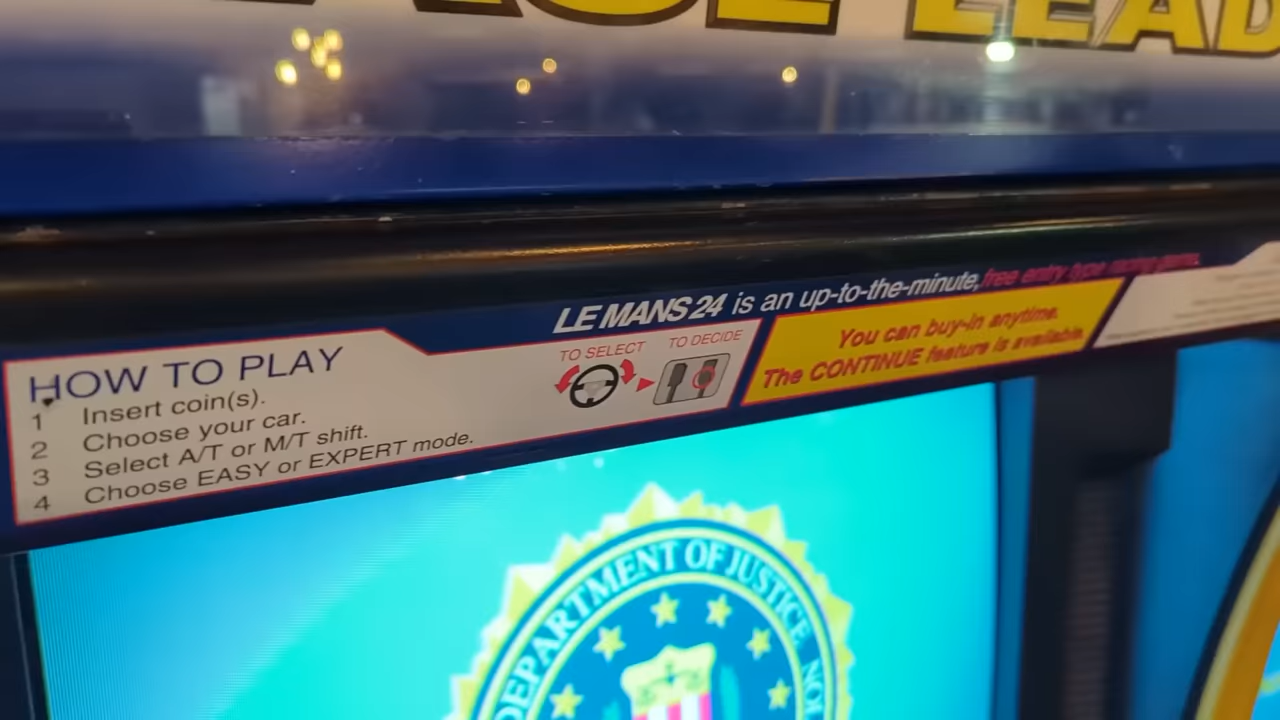 LEAD
LE MANS 24 is an up-to-the-minute, free entry type racing game.
HOW TO PLAY
1 Insert coin(s).
2 Choose your car.
3 Select A/T or M/T shift.
4 Choose EASY or EXPERT mode.
TO SELECT
TO DECIDE
You can buy-in anytime.
The CONTINUE feature is available.
DEPARTMENT OF JUSTICE